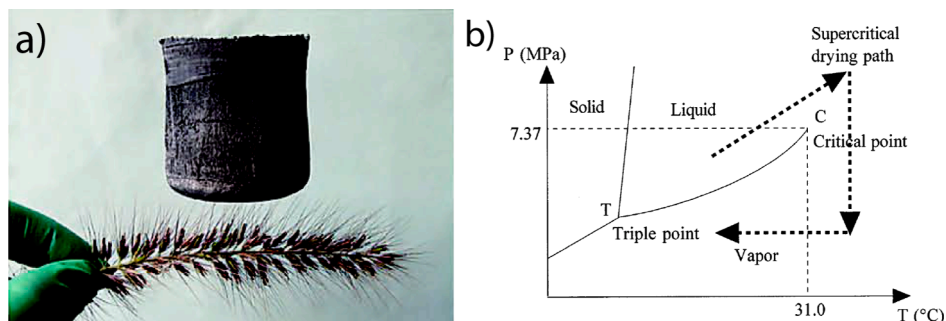 a)
b)
P (MPa)
Supercritical
drying path
Solid
Liquid
C
7.37
Critical point
T
Triple point
Vapor
31.0
T (°C)